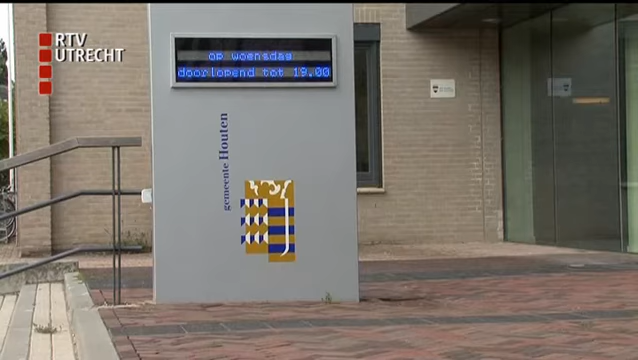 RTV
UTRECHT
op woensdag
doorlopend tot 19.00
gemeente Houten